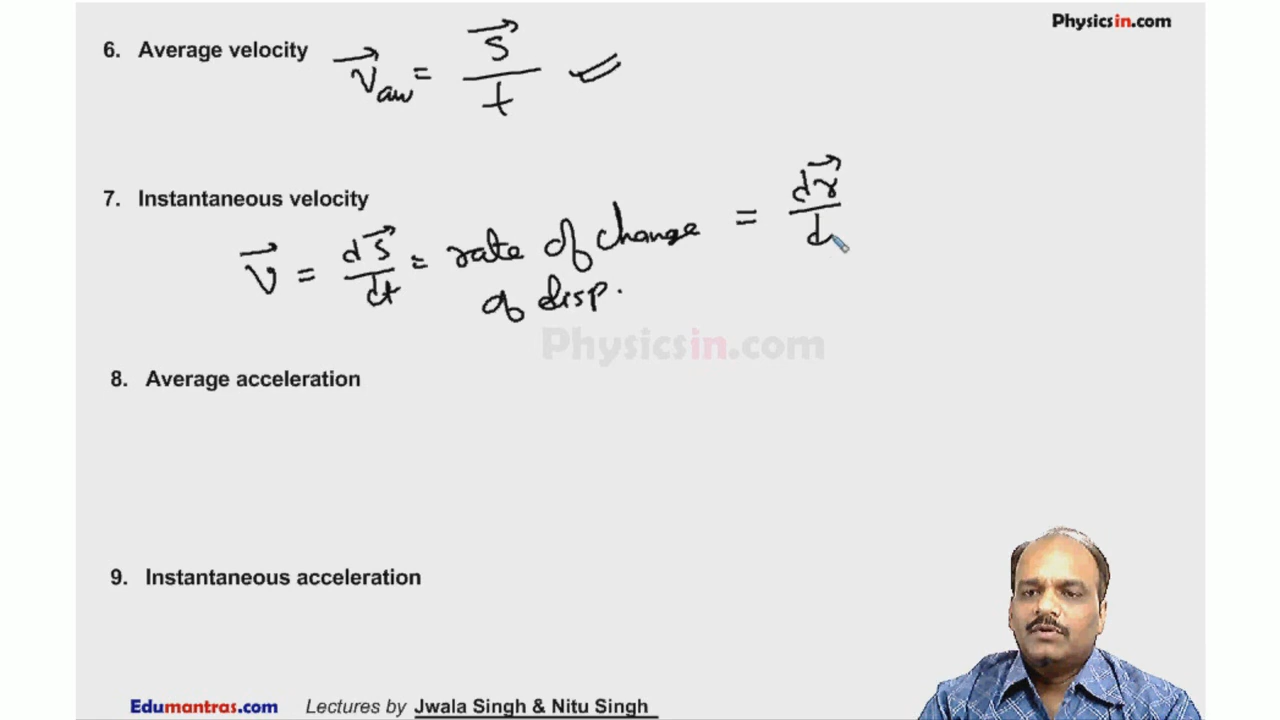 Physicsin.com
6. Average velocity v⃗av = s⃗/t
7. Instantaneous velocity
v⃗ = ds⃗/dt = rate of change = dr⃗/d
of disp.
Physicsin.com
8. Average acceleration
9. Instantaneous acceleration
Edumantras.com Lectures by Jwala Singh & Nitu Singh